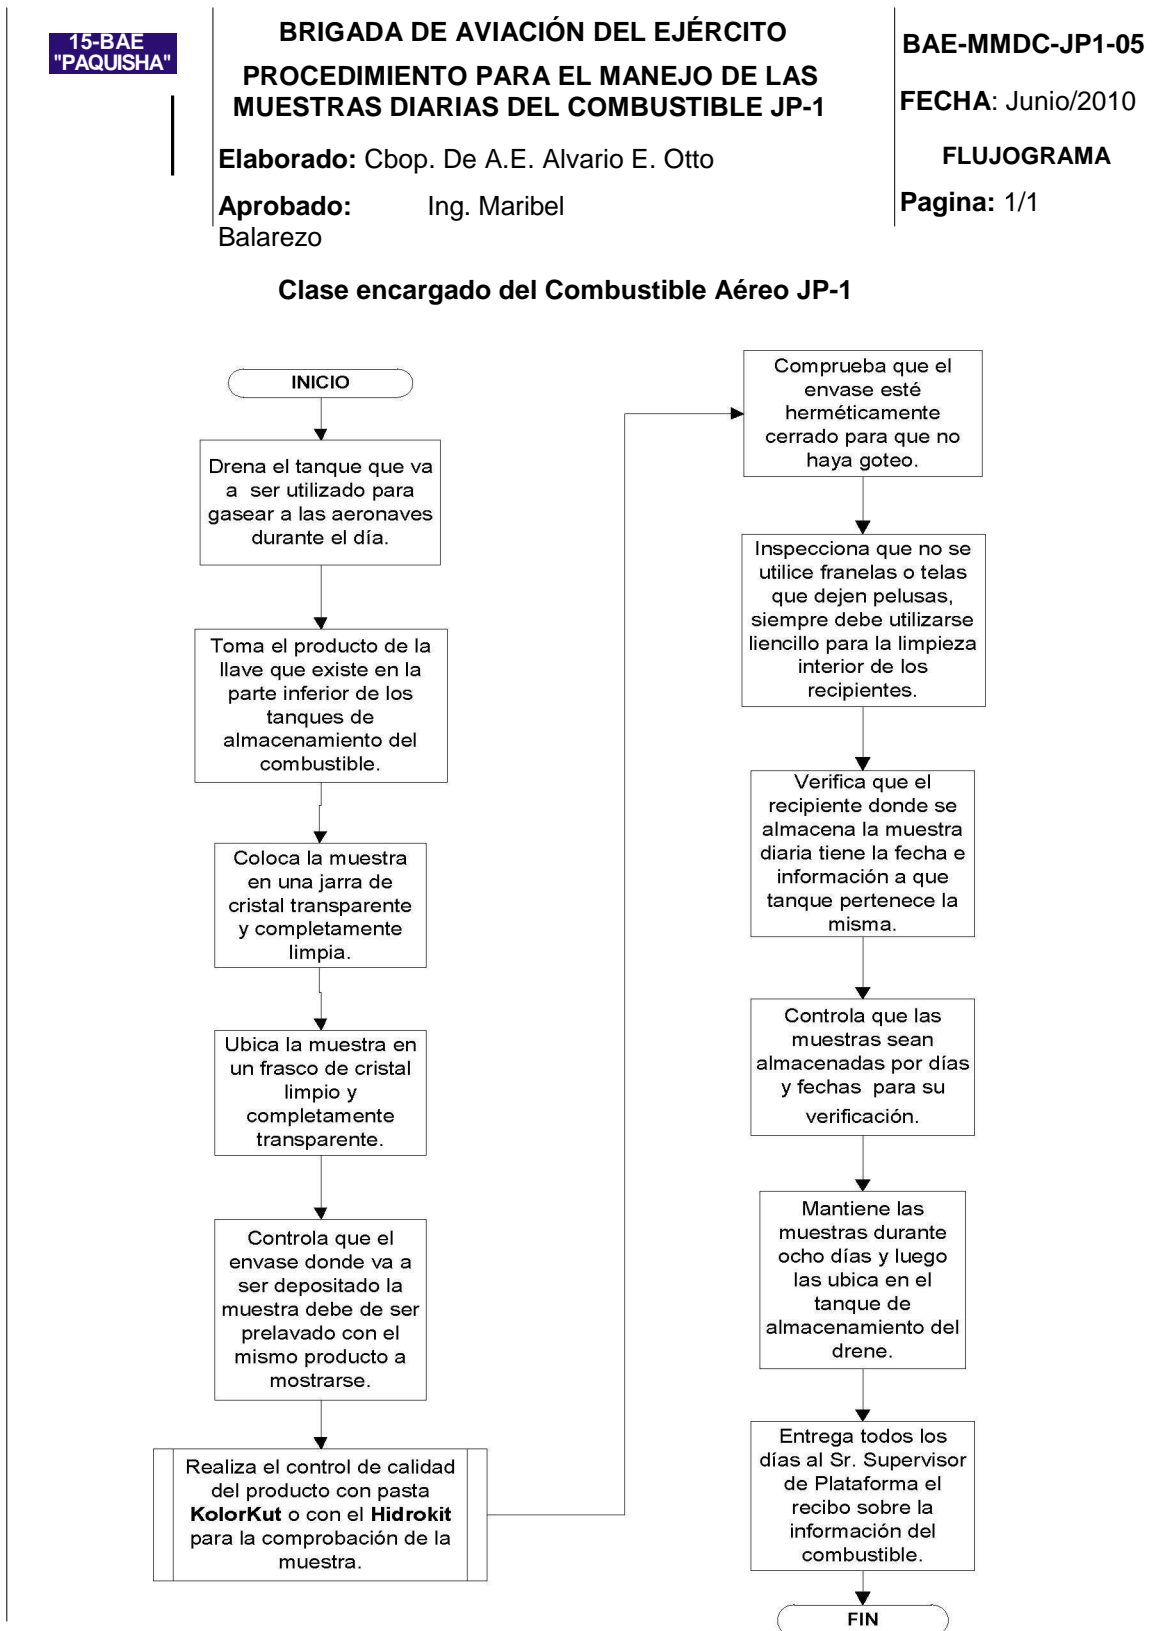 15-BAE
"PAQUISHA"
BRIGADA DE AVIACIÓN DEL EJÉRCITO
PROCEDIMIENTO PARA EL MANEJO DE LAS
MUESTRAS DIARIAS DEL COMBUSTIBLE JP-1
Elaborado: Cbop. De A.E. Alvario E. Otto
Aprobado: Ing. Maribel
Balarezo
BAE-MMDC-JP1-05
FECHA: Junio/2010
FLUJOGRAMA
Pagina: 1/1
Clase encargado del Combustible Aéreo JP-1
INICIO
Drena el tanque que va
a ser utilizado para
gasear a las aeronaves
durante el día.
Toma el producto de la
llave que existe en la
parte inferior de los
tanques de
almacenamiento del
combustible.
Coloca la muestra
en una jarra de
cristal transparente
y completamente
limpia.
Ubica la muestra en
un frasco de cristal
limpio y
completamente
transparente.
Controla que el
envase donde va a
ser depositado la
muestra debe de ser
prelavado con el
mismo producto a
mostrarse.
Realiza el control de calidad
del producto con pasta
KolorKut o con el Hidrokit
para la comprobación de la
muestra.
Comprueba que el
envase esté
herméticamente
cerrado para que no
haya goteo.
Inspecciona que no se
utilice franelas o telas
que dejen pelusas,
siempre debe utilizarse
liencillo para la limpieza
interior de los
recipientes.
Verifica que el
recipiente donde se
almacena la muestra
diaria tiene la fecha e
información a que
tanque pertenece la
misma.
Controla que las
muestras sean
almacenadas por días
y fechas para su
verificación.
Mantiene las
muestras durante
ocho días y luego
las ubica en el
tanque de
almacenamiento del
drene.
Entrega todos los
días al Sr. Supervisor
de Plataforma el
recibo sobre la
información del
combustible.
FIN